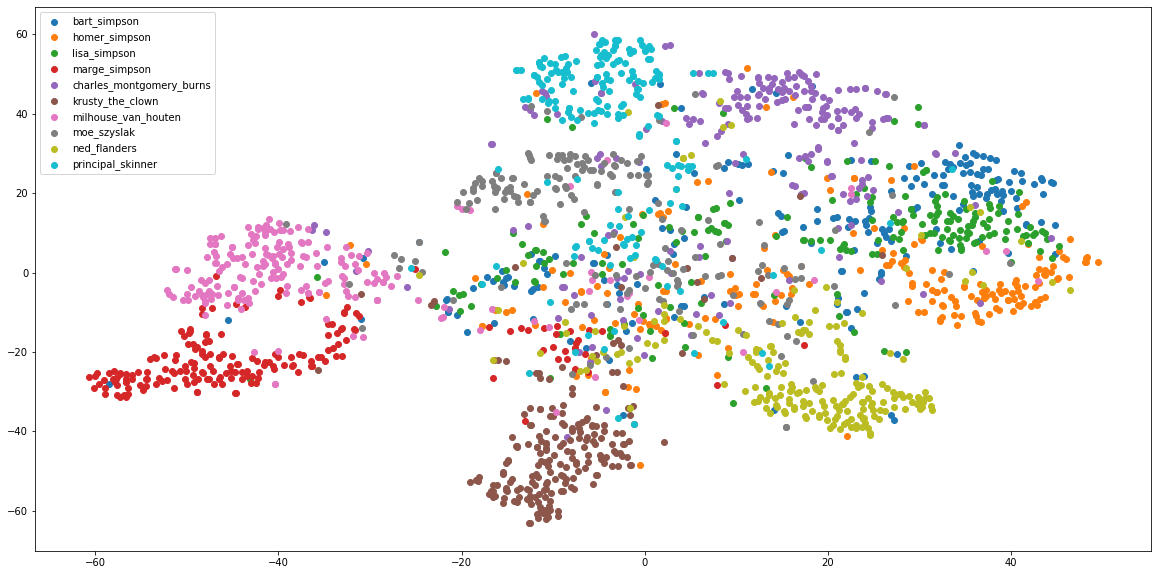 bart_simpson
homer_simpson
lisa_simpson
marge_simpson
charles_montgomery_burns
krusty_the_clown
milhouse_van_houten
moe_szyslak
ned_flanders
principal_skinner
60
40
20
0
−20
−40
−60
−60 −40 −20 0 20 40